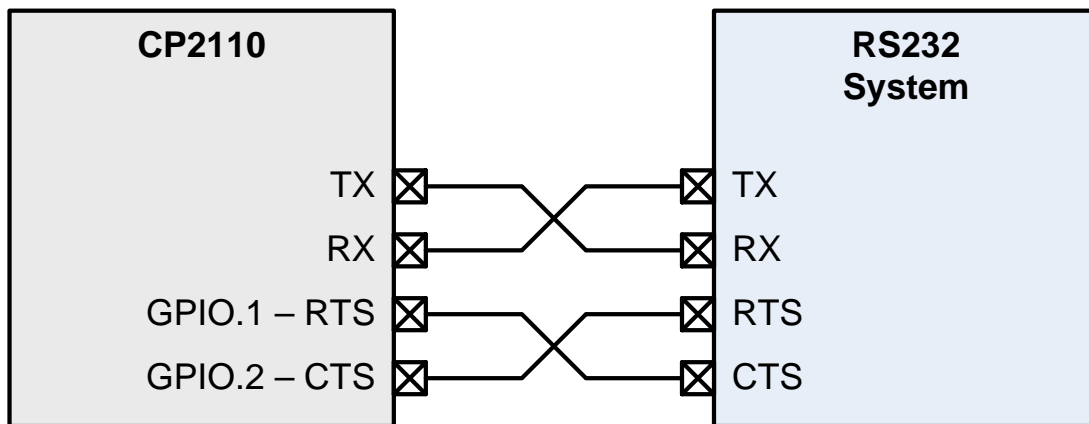 CP2110
TX
RX
GPIO.1 – RTS
GPIO.2 – CTS
RS232
System
TX
RX
RTS
CTS